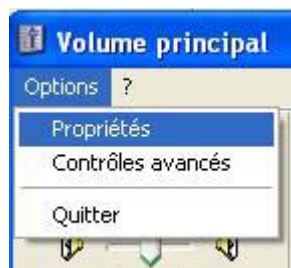 Volume principal
Options ?
Propriétés
Contrôles avancés
Quitter